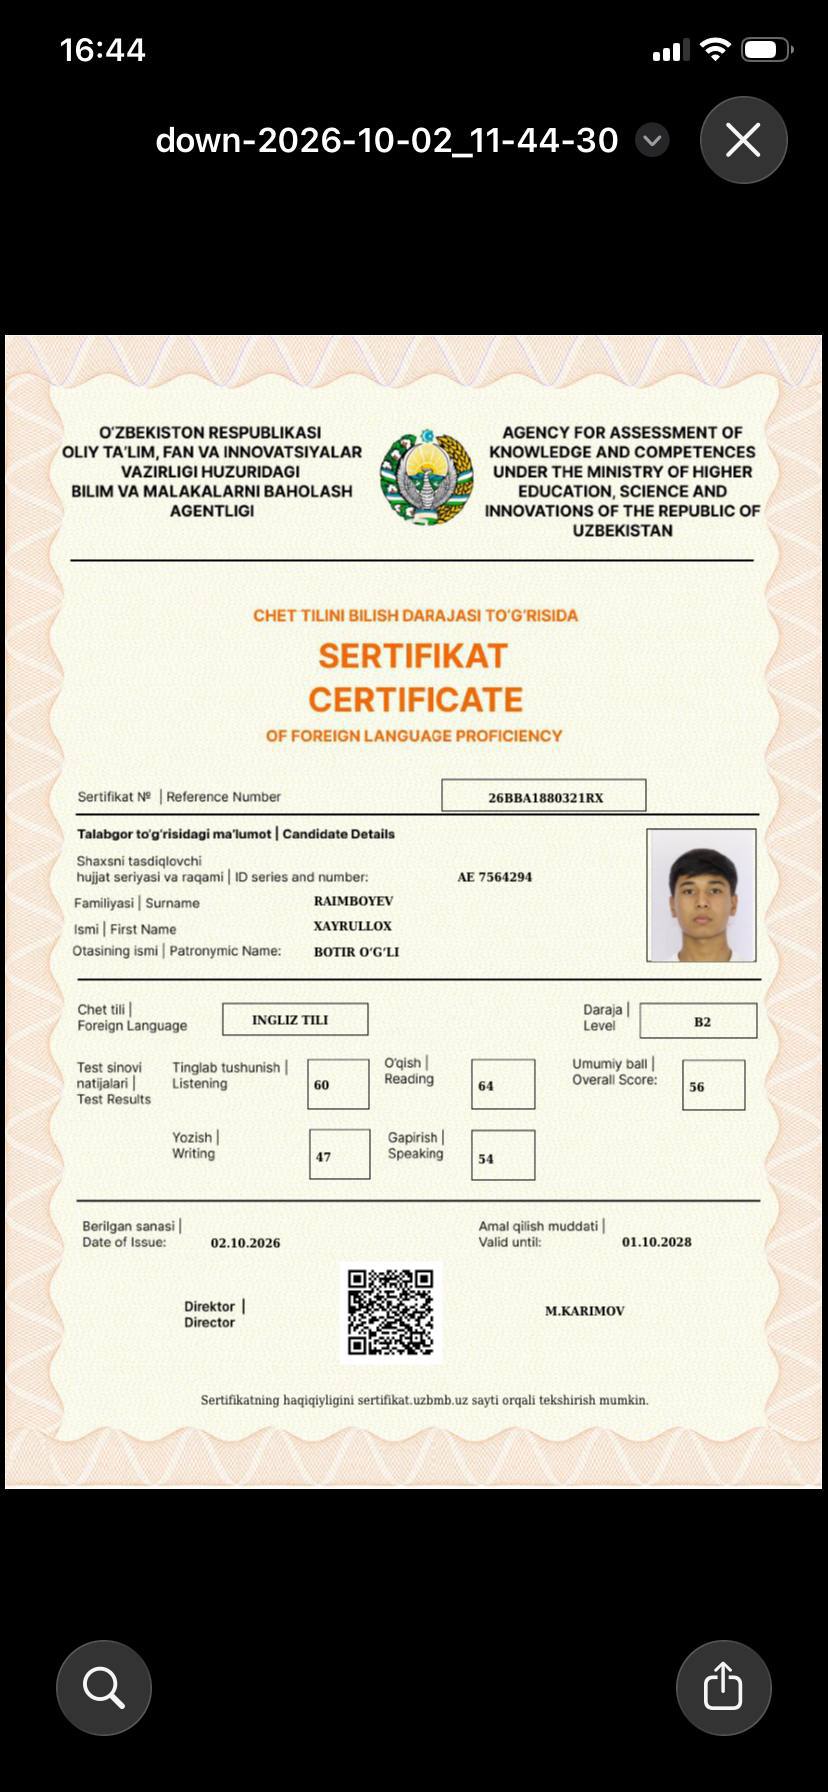 16:44
down-2026-10-02_11-44-30
O'ZBEKISTON RESPUBLIKASI
OLIY TA'LIM, FAN VA INNOVATSIYALAR
VAZIRLIGI HUZURIDAGI
BILIM VA MALAKALARNI BAHOLASH
AGENTLIGI
AGENCY FOR ASSESSMENT OF
KNOWLEDGE AND COMPETENCES
UNDER THE MINISTRY OF HIGHER
EDUCATION, SCIENCE AND
INNOVATIONS OF THE REPUBLIC OF
UZBEKISTAN
CHET TILINI BILISH DARAJASI TO'G'RISIDA
SERTIFIKAT
CERTIFICATE
OF FOREIGN LANGUAGE PROFICIENCY
Sertifikat № | Reference Number 26BBA1880321RX
Talabgor to'g'risidagi ma'lumot | Candidate Details
Shaxsni tasdiqlovchi
hujjat seriyasi va raqami | ID series and number: AE 7564294
Familiyasi | Surname RAIMBOYEV
Ismi | First Name XAYRULLOX
Otasining ismi | Patronymic Name: BOTIR O'G'LI
Chet tili |
Foreign Language
INGLIZ TILI
Daraja |
Level
B2
Test sinovi
natijalari |
Test Results
Tinglab tushunish |
Listening
60
O'qish |
Reading
64
Umumiy ball |
Overall Score:
56
Yozish |
Writing
47
Gapirish |
Speaking
54
Berilgan sanasi |
Date of Issue: 02.10.2026
Amal qilish muddati |
Valid until: 01.10.2028
Direktor |
Director
M.KARIMOV
Sertifikatning haqiqiyligini sertifikat.uzbmb.uz sayti orqali tekshirish mumkin.